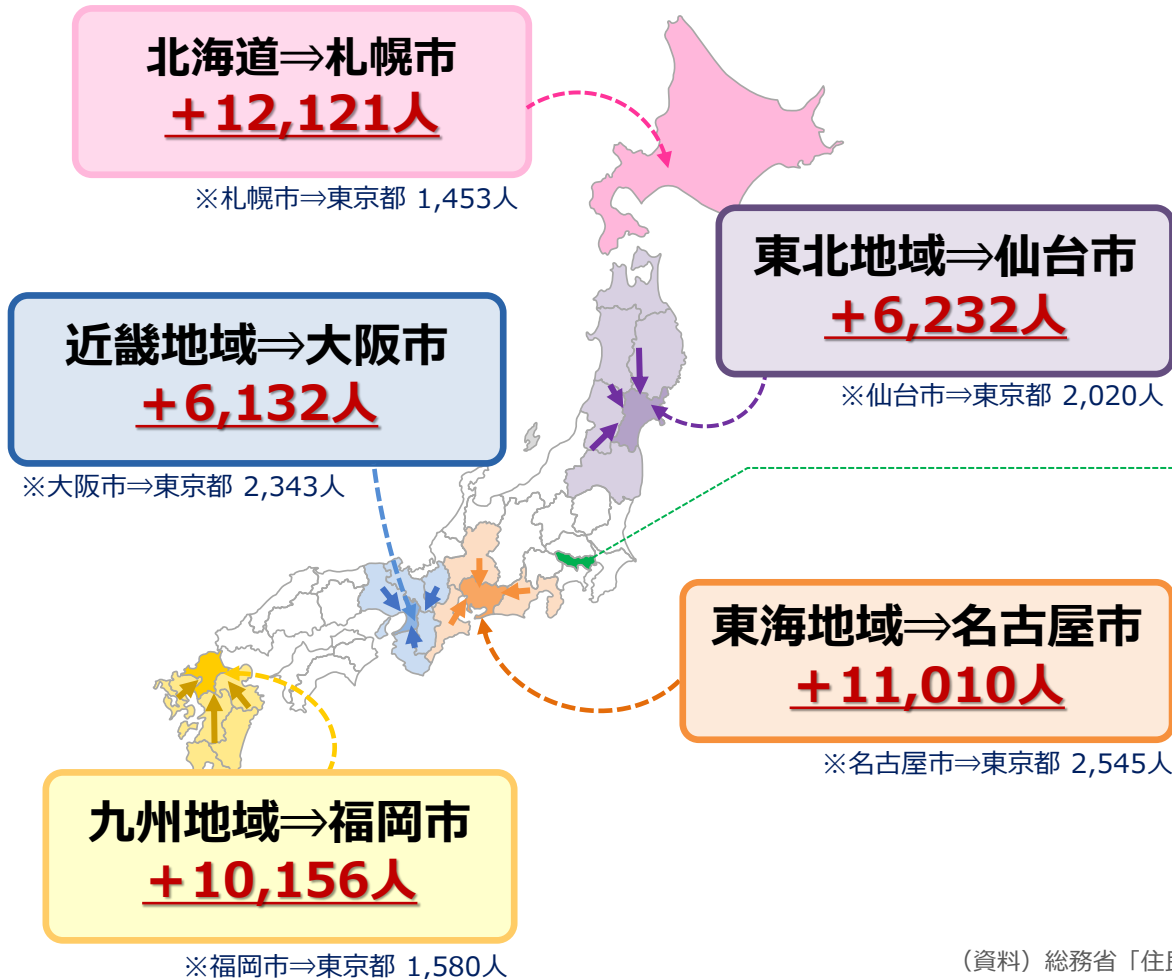 北海道⇒札幌市
＋12,121人
※札幌市⇒東京都 1,453人
東北地域⇒仙台市
＋6,232人
※仙台市⇒東京都 2,020人
近畿地域⇒大阪市
＋6,132人
※大阪市⇒東京都 2,343人
東海地域⇒名古屋市
＋11,010人
※名古屋市⇒東京都 2,545人
九州地域⇒福岡市
＋10,156人
※福岡市⇒東京都 1,580人
（資料）総務省「住